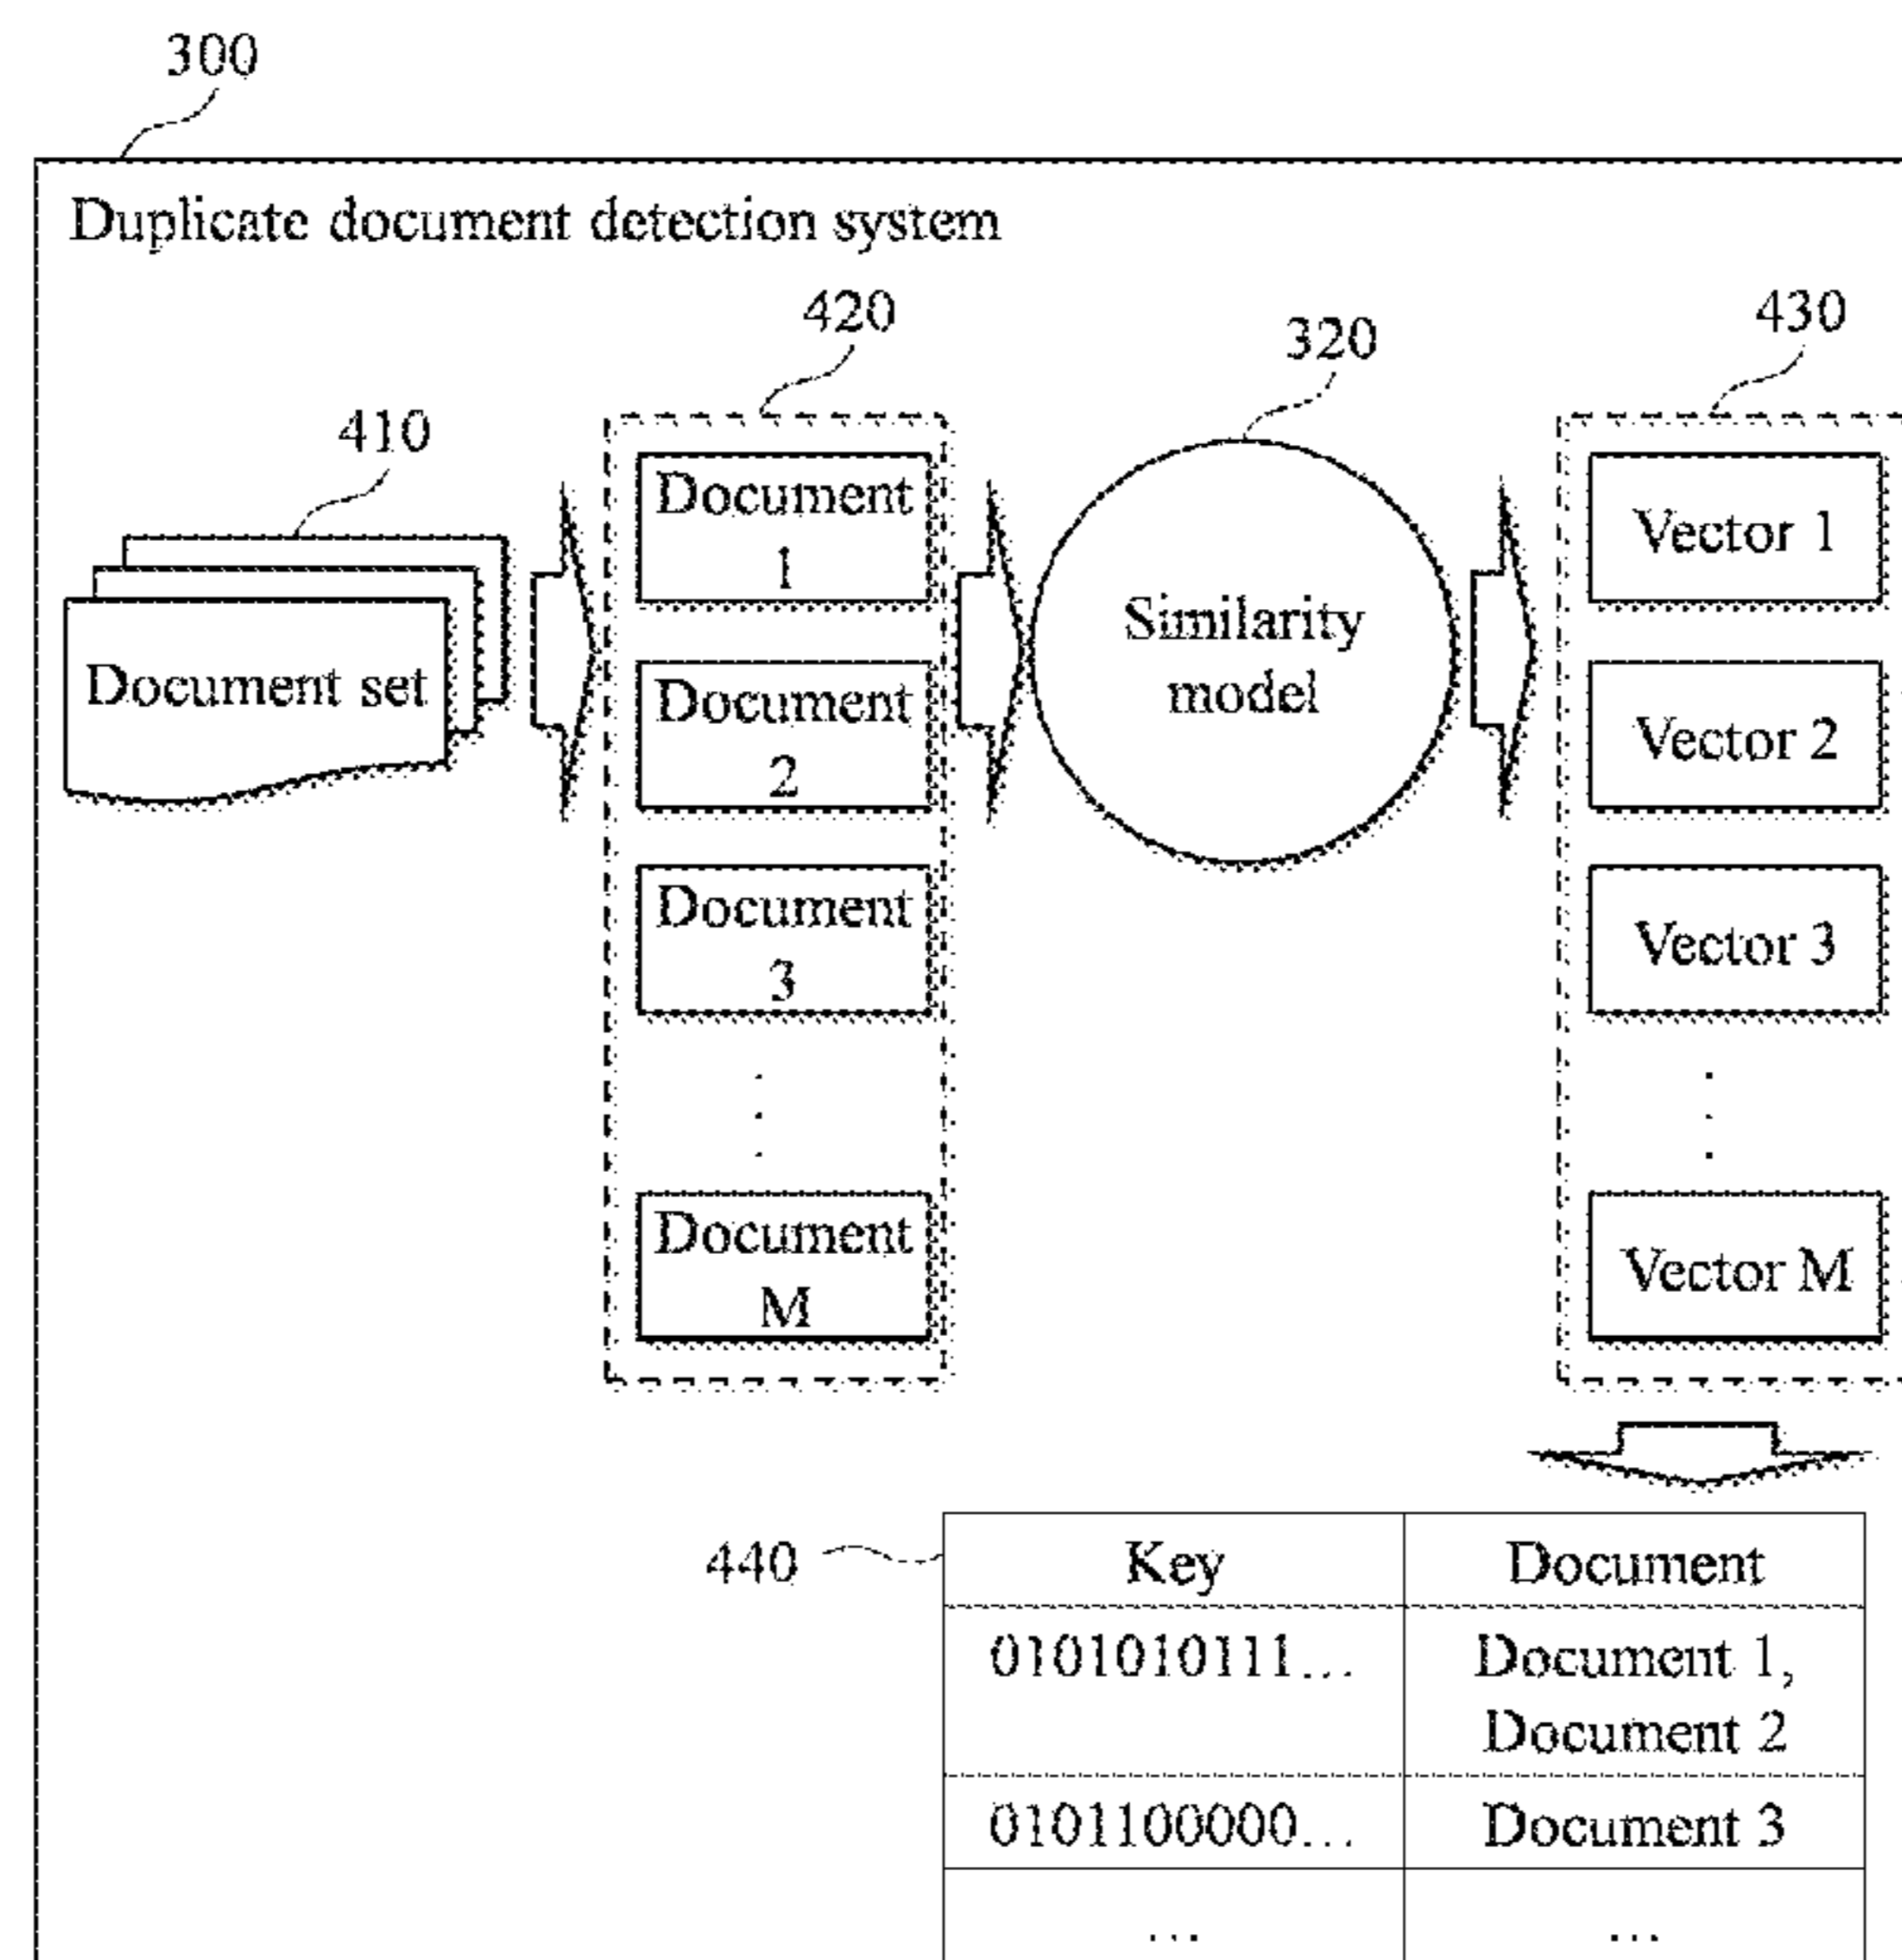 300
Duplicate document detection system
420
320
430
410
Document
1
Document
2
Document
3
.
.
.
Document
M
Document set
Similarity
model
Vector 1
Vector 2
Vector 3
.
.
.
Vector M
440
Key
Document
0101010111...
Document 1,
Document 2
0101100000...
Document 3
...
...